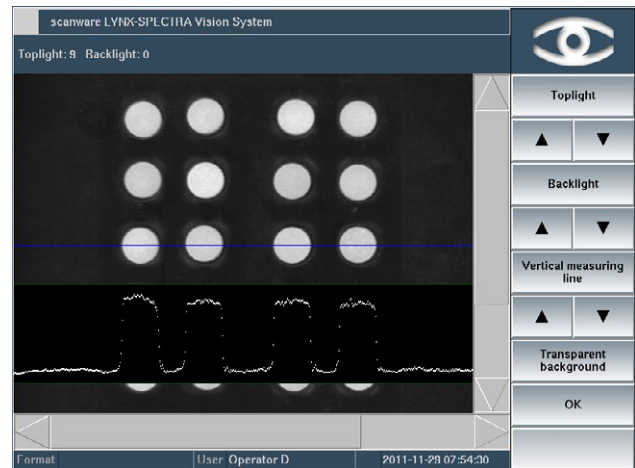 scanware LYNX-SPECTRA Vision System
Toplight: 9 Backlight: 0
Toplight
▲ ▼
Backlight
▲ ▼
Vertical measuring
line
▲ ▼
Transparent
background
OK
Format
User Operator D
2011-11-29 07:54:00